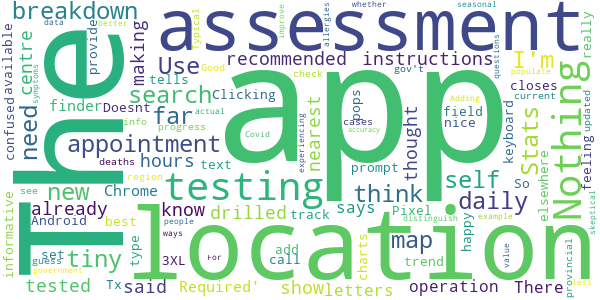 breakdown
assessment
The
app
location
Nothing
data
better
available
confused
provide
centre
making
typical
improve
allergies
whether
seasonal
Use
recommended
instructions
I'm
really
tells
Good
check
gov't
questions
populate
symptoms
finder
Doesnt
search
Clicking
pops
field
closes
current
updated
need
far
nearest
nice
Stats
feeling
appointment
info
actual
Covid
cases
accuracy
Adding
thought
keyboard
elsewhere
skeptical
deaths
progress
hours
text
experiencing
prompt
think
self
So
region
testing
says
daily
see
new
Chrome
already
know
drilled
track
Pixel
distinguish
happy
provincial
informative
Android
best
people
add
map
example
tiny
set
type
ways
3XL
call
charts
trend
value
guess
tested
Tx
said
Required'
For
show
letters
operation
There
class
government